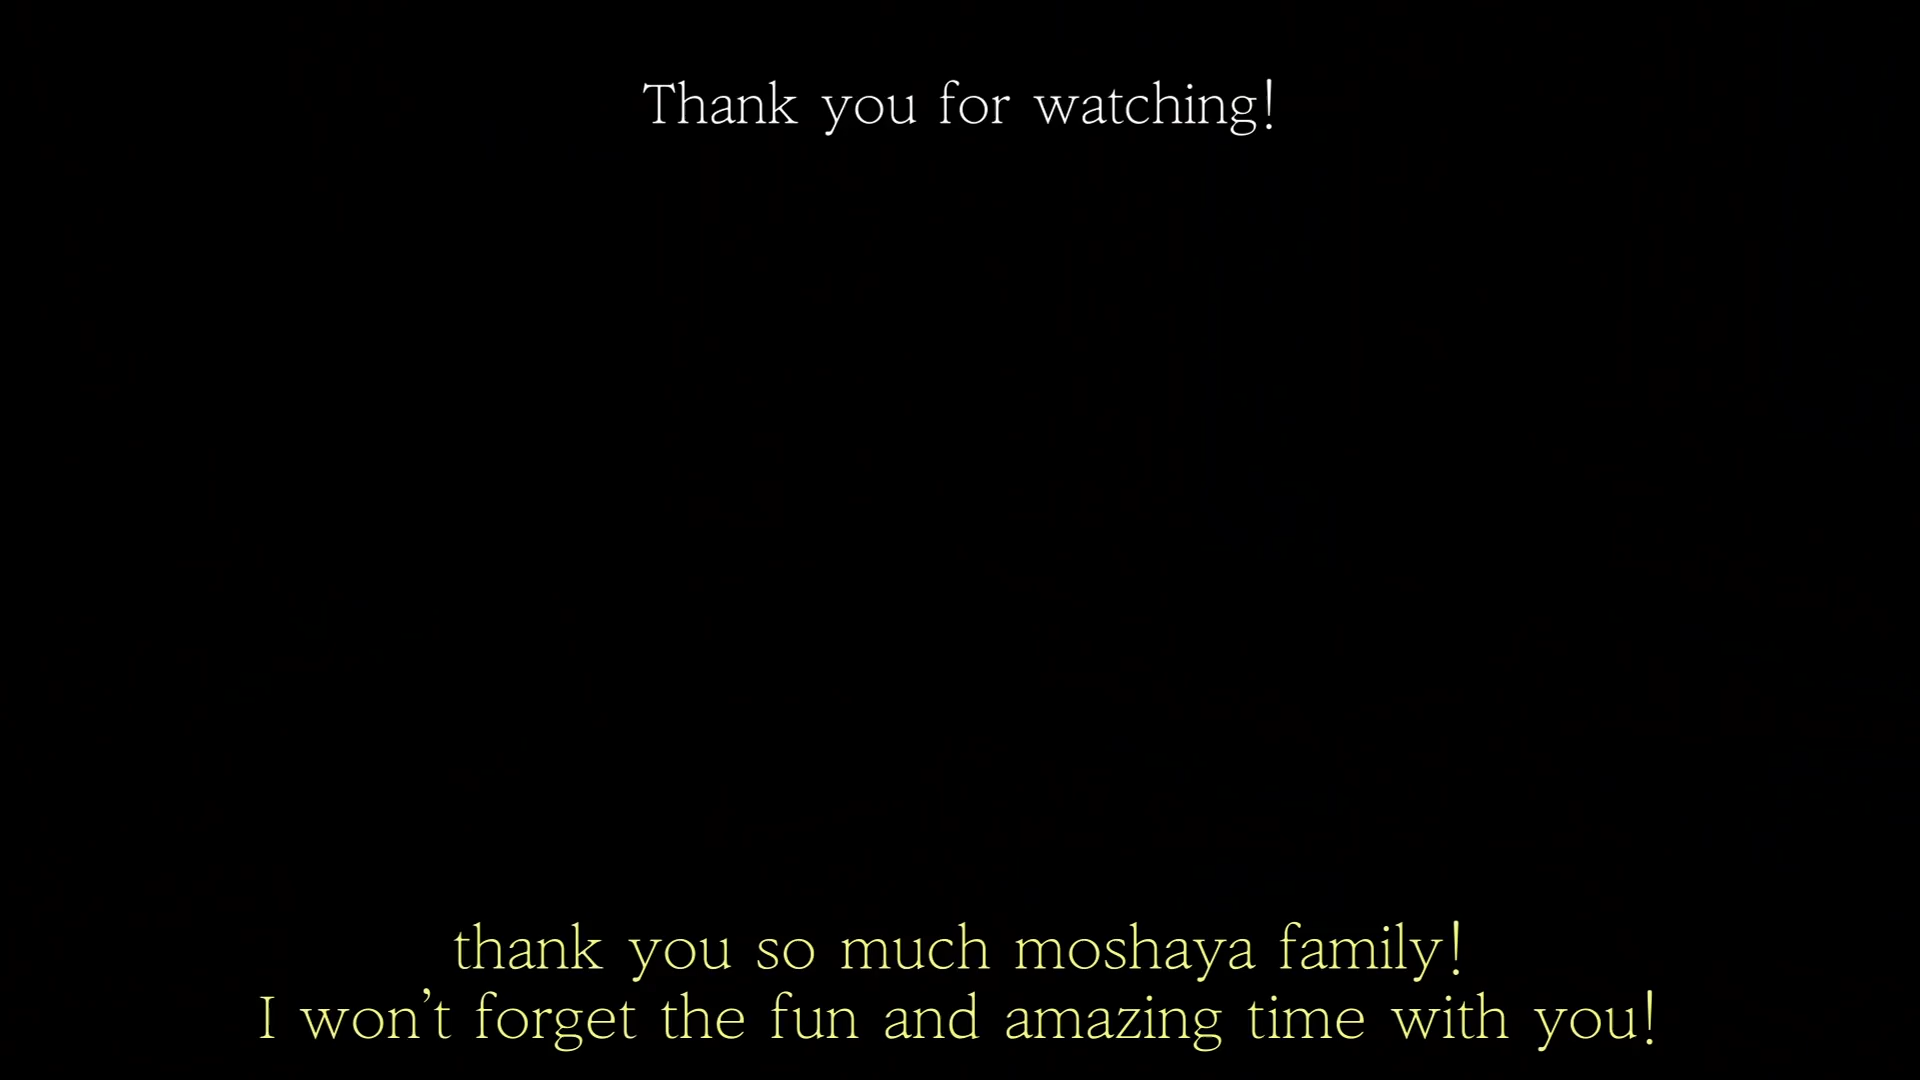 Thank you for watching!
thank you so much moshaya family!
I won’t forget the fun and amazing time with you!